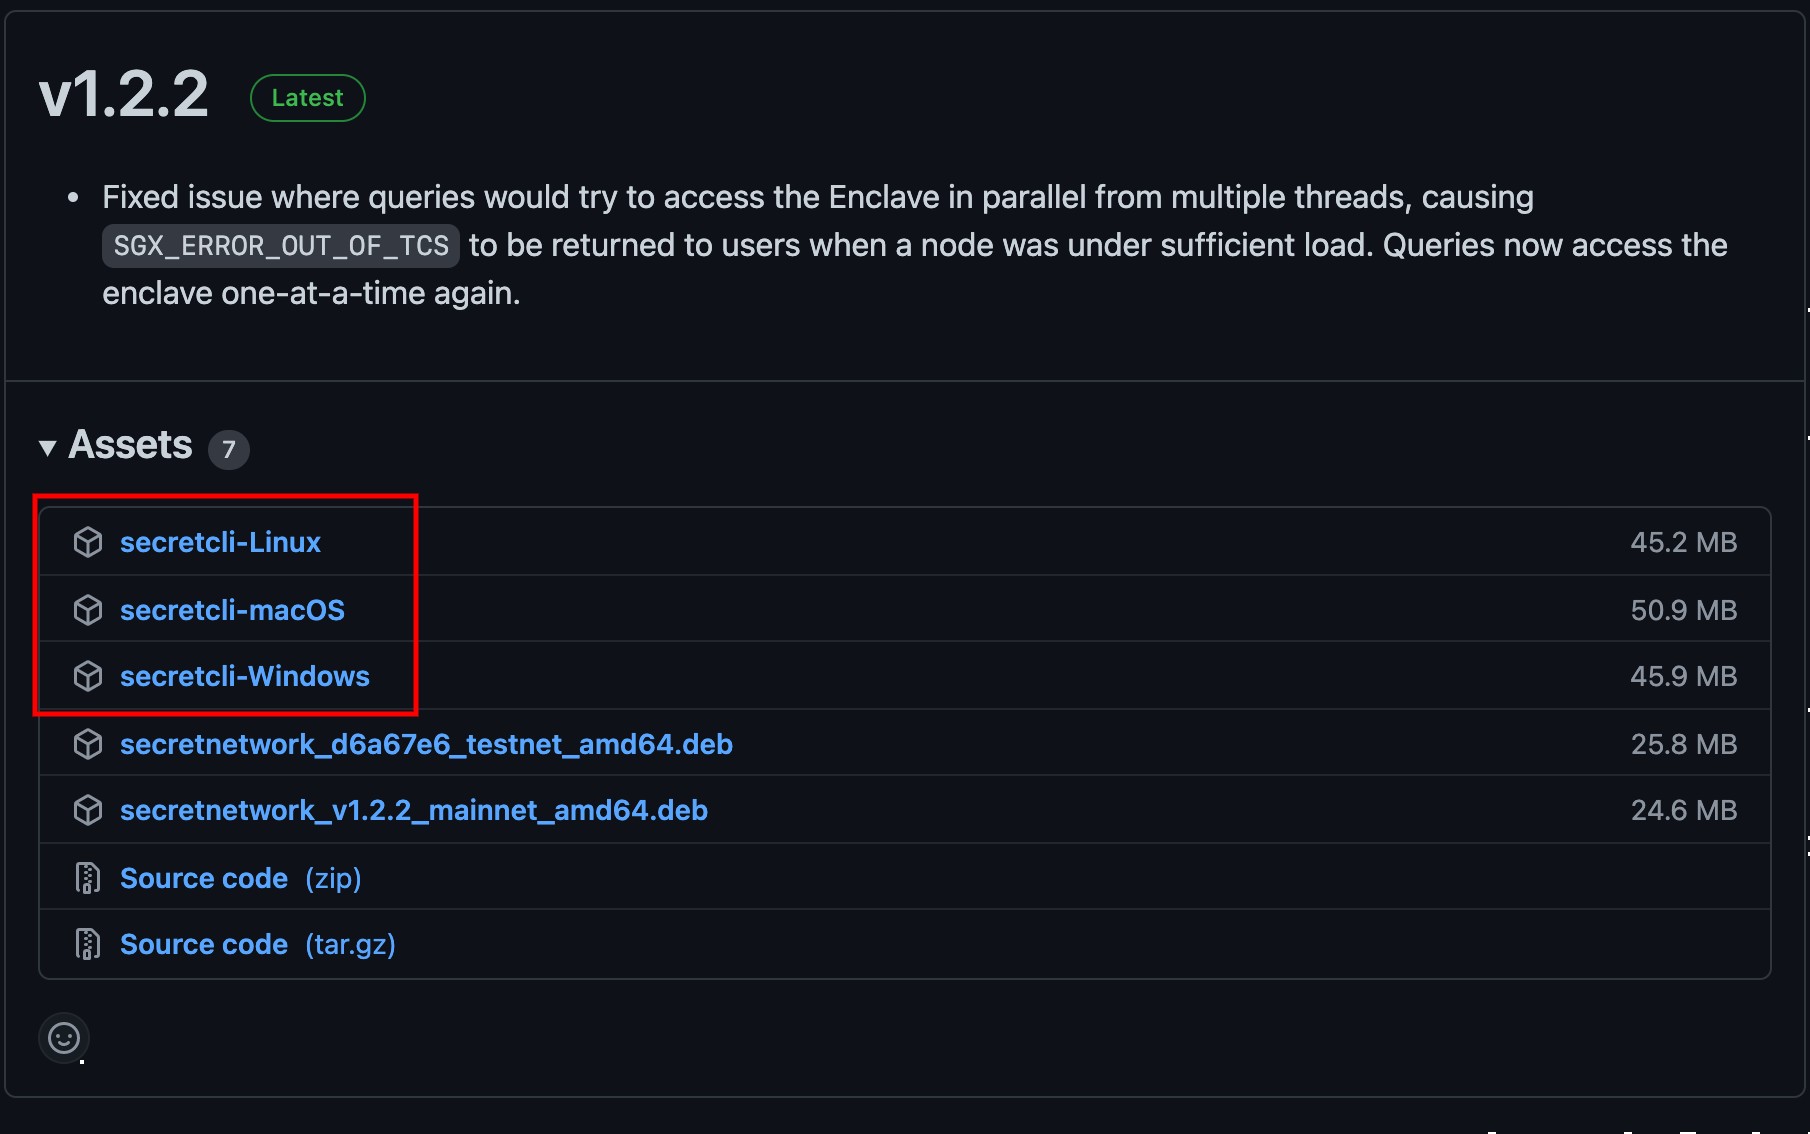 v1.2.2 Latest
• Fixed issue where queries would try to access the Enclave in parallel from multiple threads, causing
SGX_ERROR_OUT_OF_TCS to be returned to users when a node was under sufficient load. Queries now access the
enclave one-at-a-time again.
Assets 7
secretcli-Linux 45.2 MB
secretcli-macOS 50.9 MB
secretcli-Windows 45.9 MB
secretnetwork_d6a67e6_testnet_amd64.deb 25.8 MB
secretnetwork_v1.2.2_mainnet_amd64.deb 24.6 MB
Source code (zip)
Source code (tar.gz)